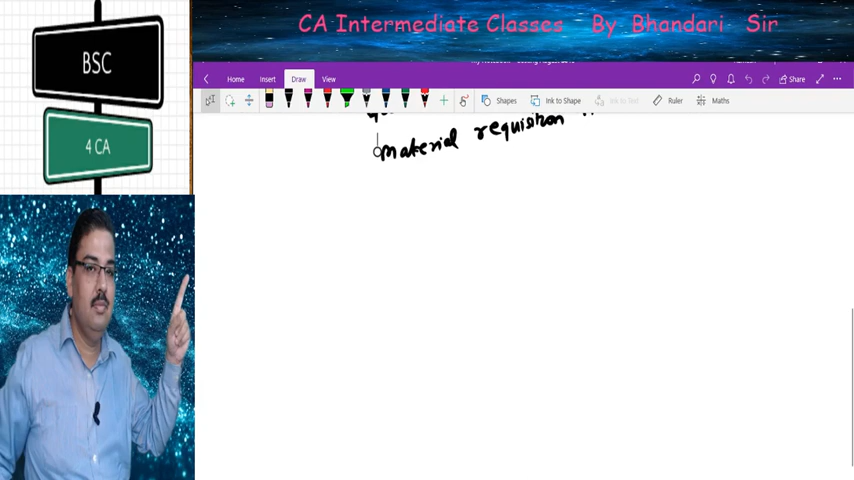 CA Intermediate Classes By Bhandari Sir
BSC
4 CA
Home Insert Draw View
Share
Shapes Ink to Shape Ink to Text Ruler Maths
material requisition